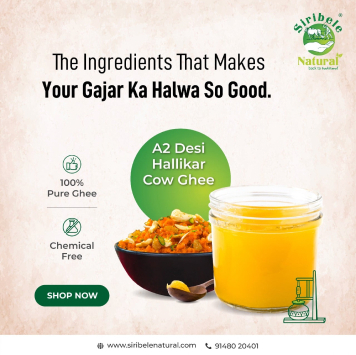 Siribele
Natural
The Ingredients That Makes
Your Gajar Ka Halwa So Good.
A2 Desi
Hallikar
Cow Ghee
100%
Pure Ghee
Chemical
Free
SHOP NOW
www.siribelenatural.com
91480 20401